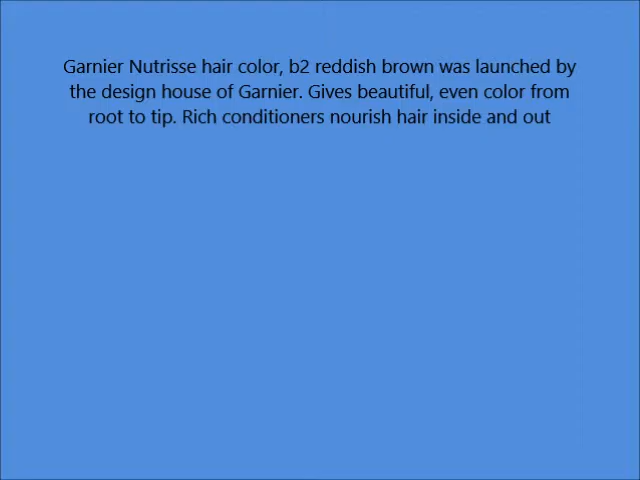 Garnier Nutrisse hair color, b2 reddish brown was launched by
the design house of Garnier. Gives beautiful, even color from
root to tip. Rich conditioners nourish hair inside and out